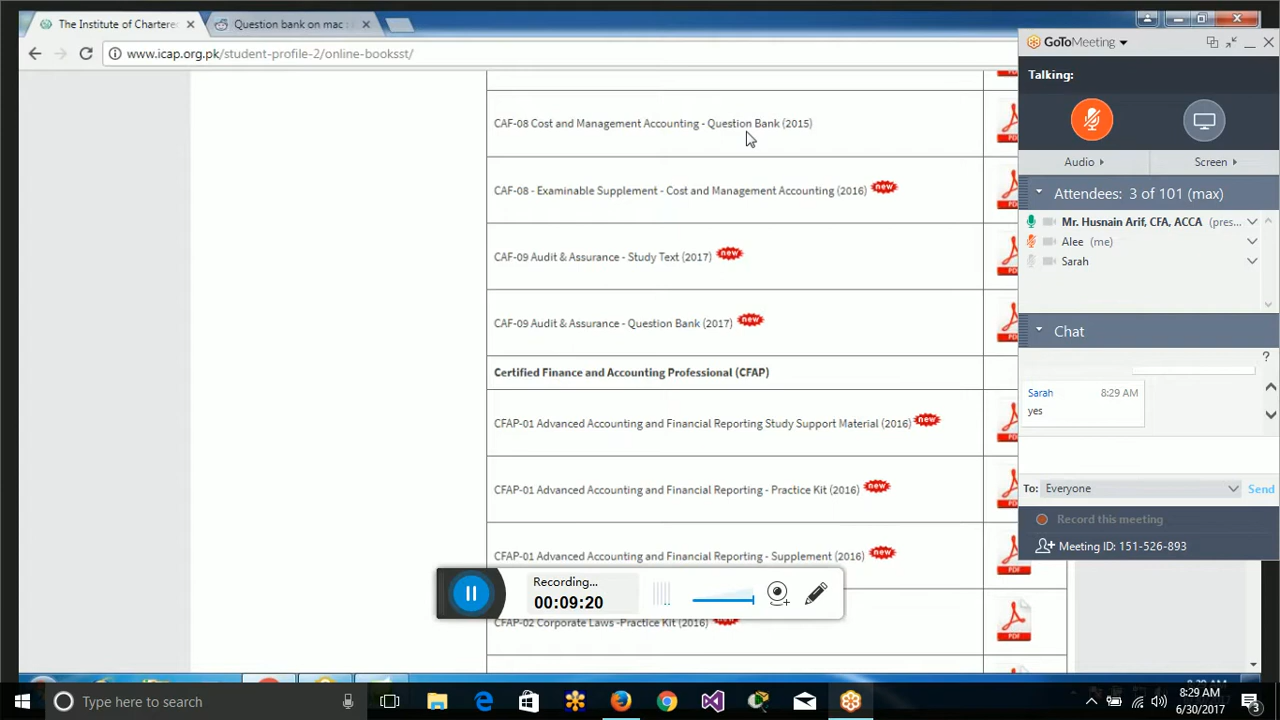 The Institute of Charterec
Question bank on mac
www.icap.org.pk/student-profile-2/online-booksst/
CAF-08 Cost and Management Accounting - Question Bank (2015)
CAF-08 - Examinable Supplement - Cost and Management Accounting (2016) new
CAF-09 Audit & Assurance - Study Text (2017) new
CAF-09 Audit & Assurance - Question Bank (2017) new
Certified Finance and Accounting Professional (CFAP)
CFAP-01 Advanced Accounting and Financial Reporting Study Support Material (2016) new
CFAP-01 Advanced Accounting and Financial Reporting - Practice Kit (2016) new
CFAP-01 Advanced Accounting and Financial Reporting - Supplement (2016) new
CFAP-02 Corporate Laws -Practice Kit (2016)
PDF
Recording...
00:09:20
GoToMeeting
Talking:
Audio
Screen
Attendees: 3 of 101 (max)
Mr. Husnain Arif, CFA, ACCA (pres...
Alee (me)
Sarah
Chat
?
Sarah 8:29 AM
yes
To: Everyone Send
Record this meeting
Meeting ID: 151-526-893
Type here to search
8:29 AM
6/30/2017
3